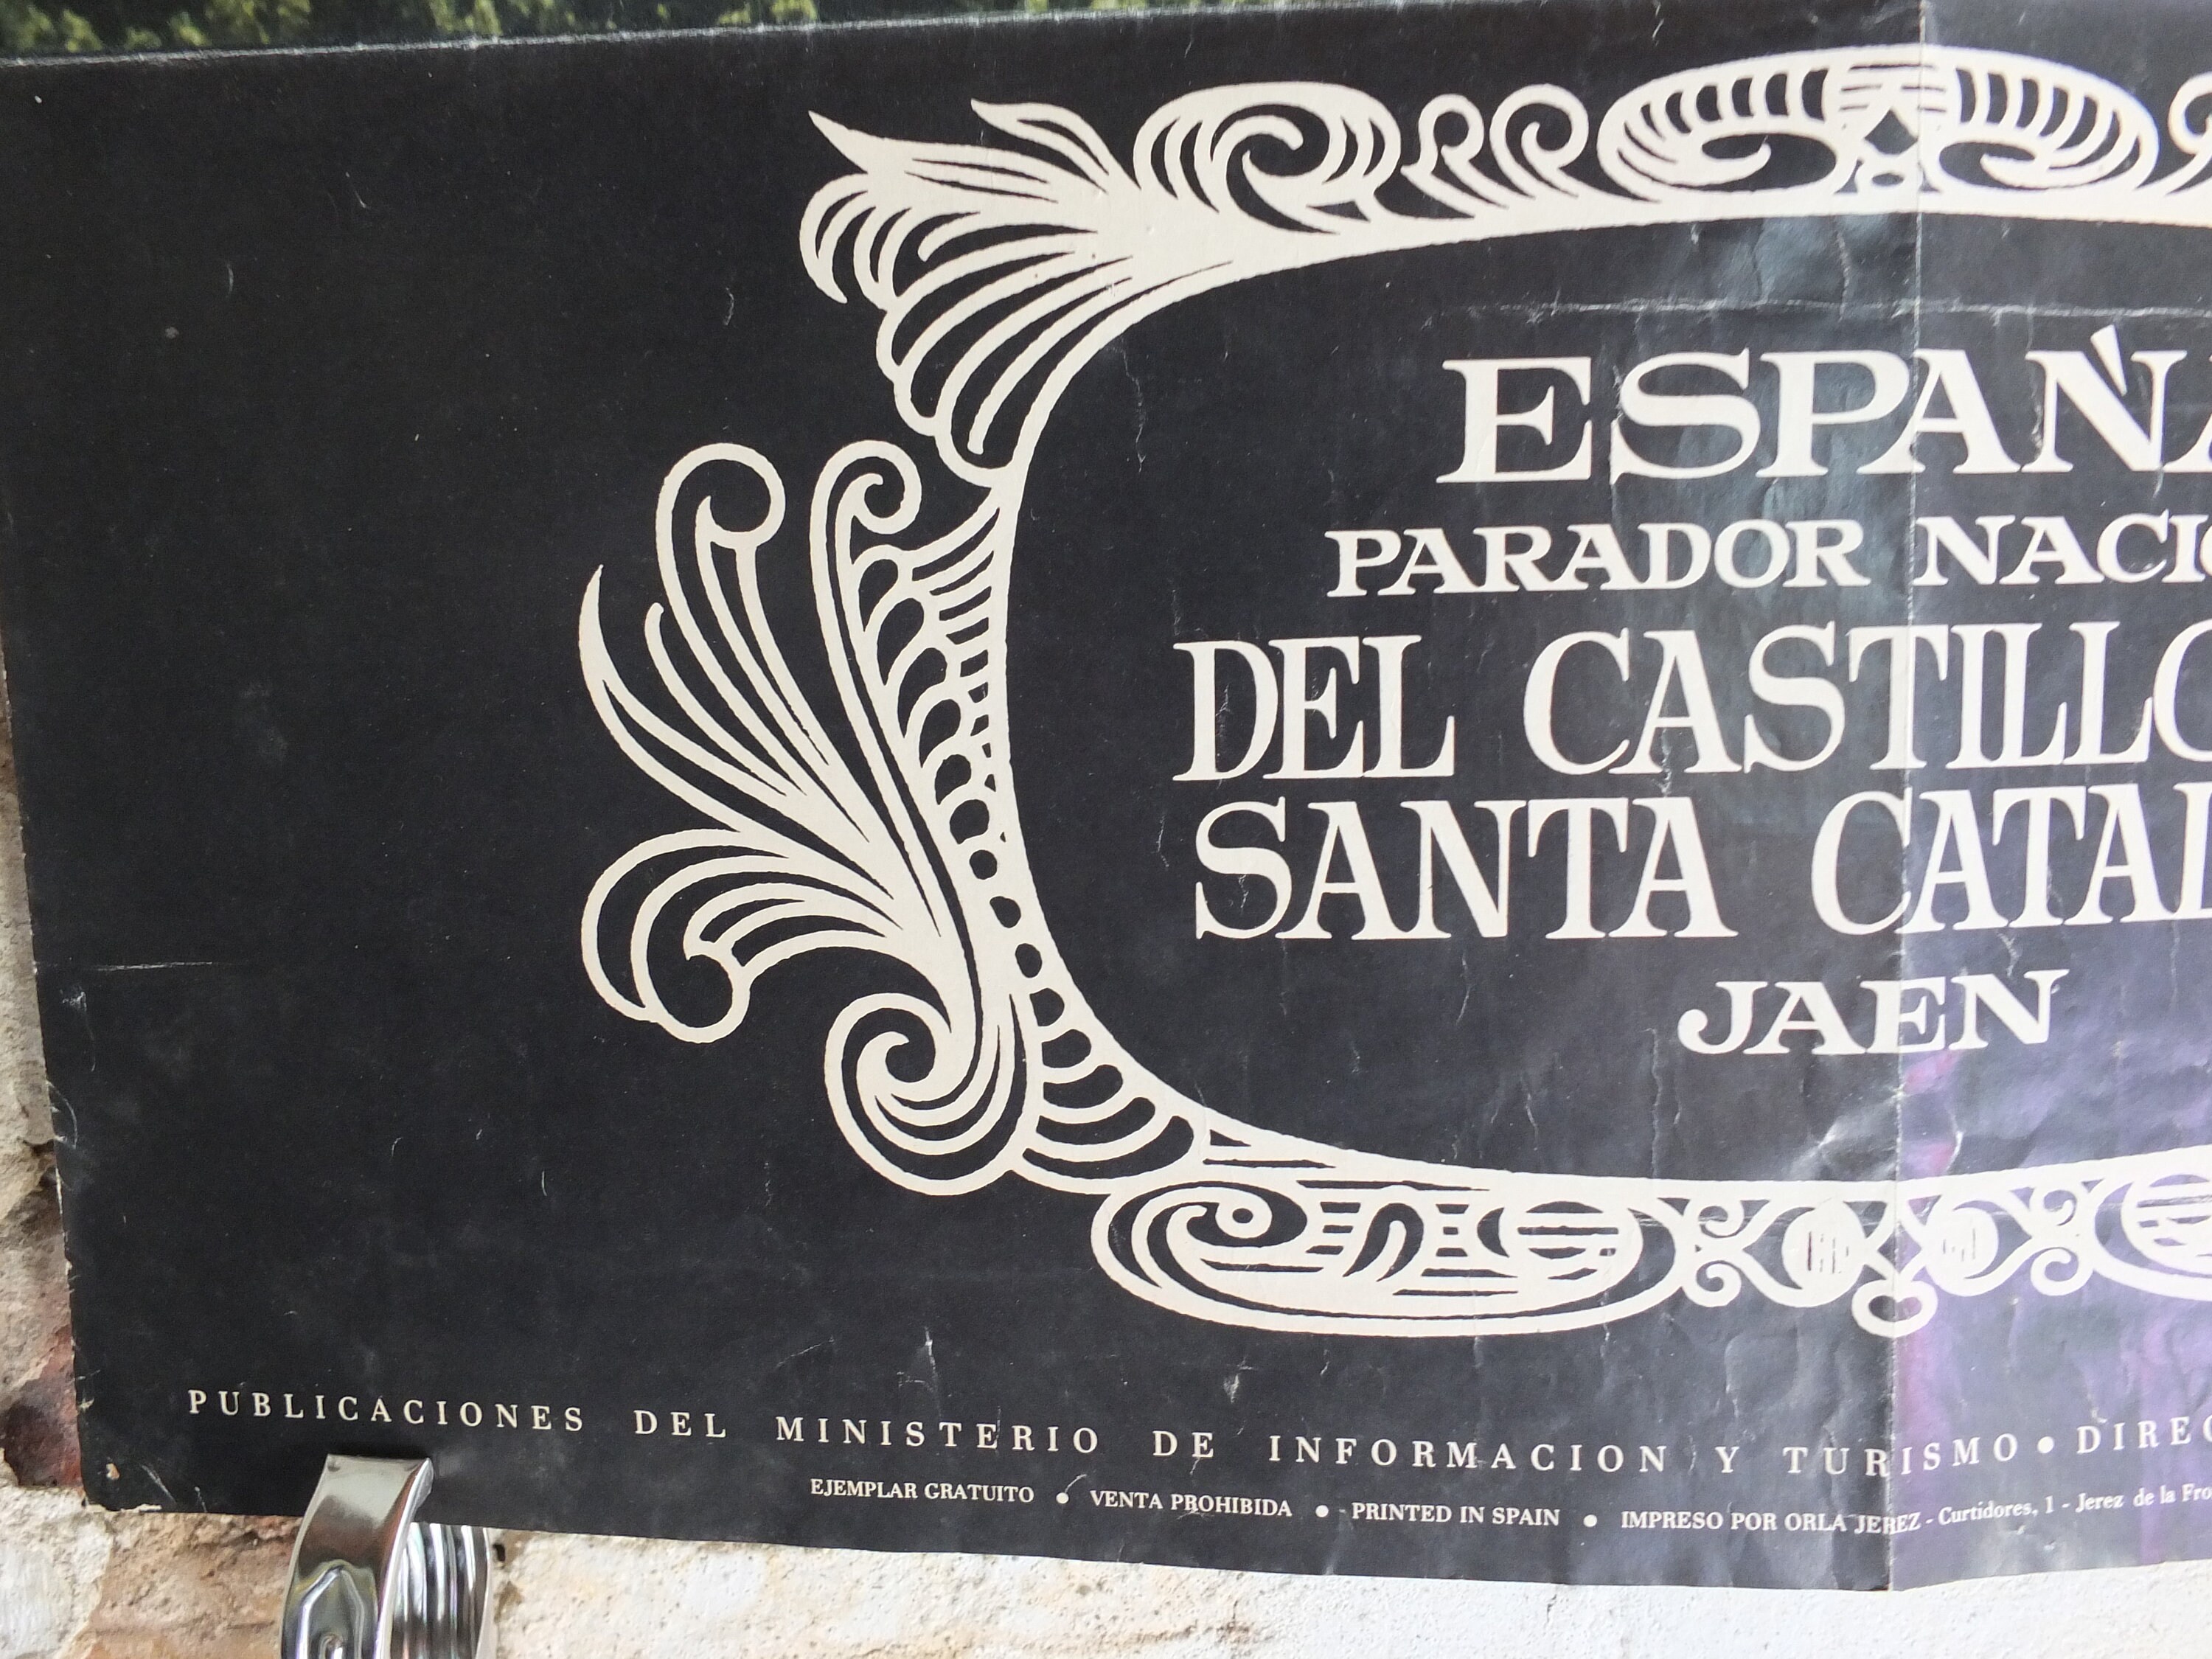 ESPAÑA
PARADOR NACIO
DEL CASTILLO
SANTA CATAL
JAEN
PUBLICACIONES DEL MINISTERIO DE INFORMACION Y TURISMO • DIREC
EJEMPLAR GRATUITO • VENTA PROHIBIDA • PRINTED IN SPAIN • IMPRESO POR ORLA JEREZ - Curtidores, 1 - Jerez de la Fro